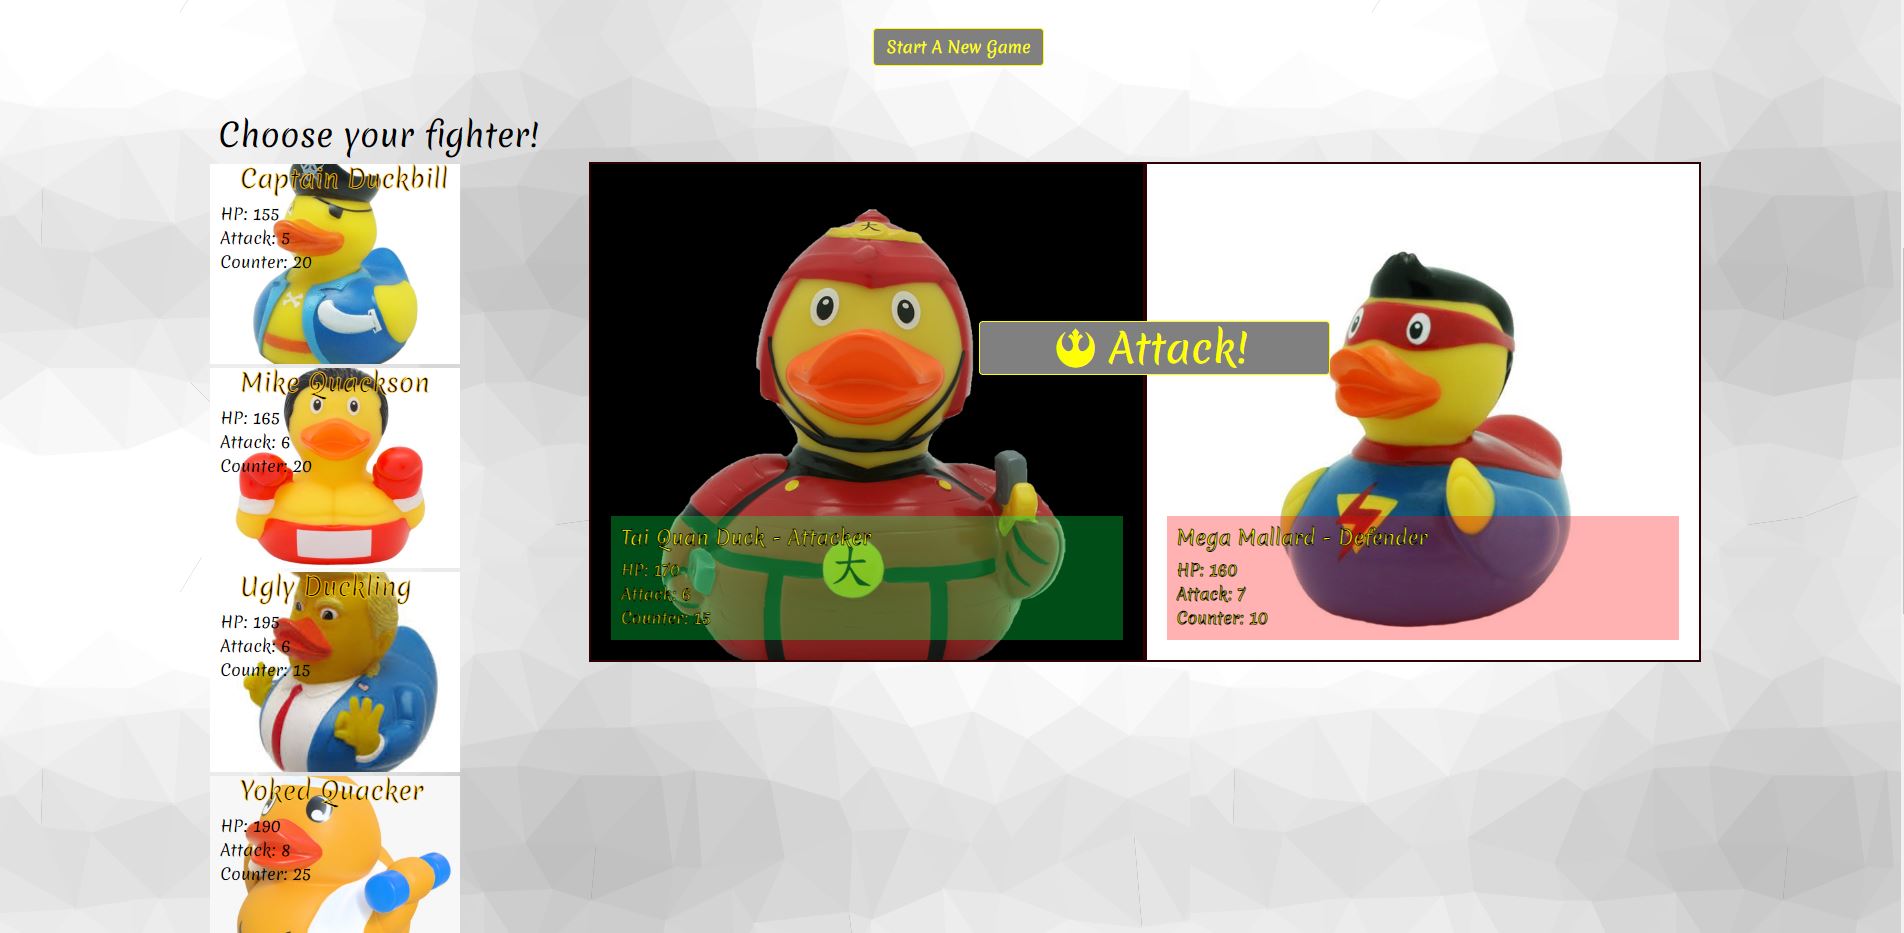 Start A New Game
Choose your fighter!
Captain Duckbill
HP: 155
Attack: 5
Counter: 20
Mike Quackson
HP: 165
Attack: 6
Counter: 20
Ugly Duckling
HP: 195
Attack: 6
Counter: 15
Yoked Quacker
HP: 190
Attack: 8
Counter: 25
大
Attack!
Tai Quan Duck - Attacker
大
HP: 170
Attack: 6
Counter: 15
Mega Mallard - Defender
HP: 160
Attack: 7
Counter: 10